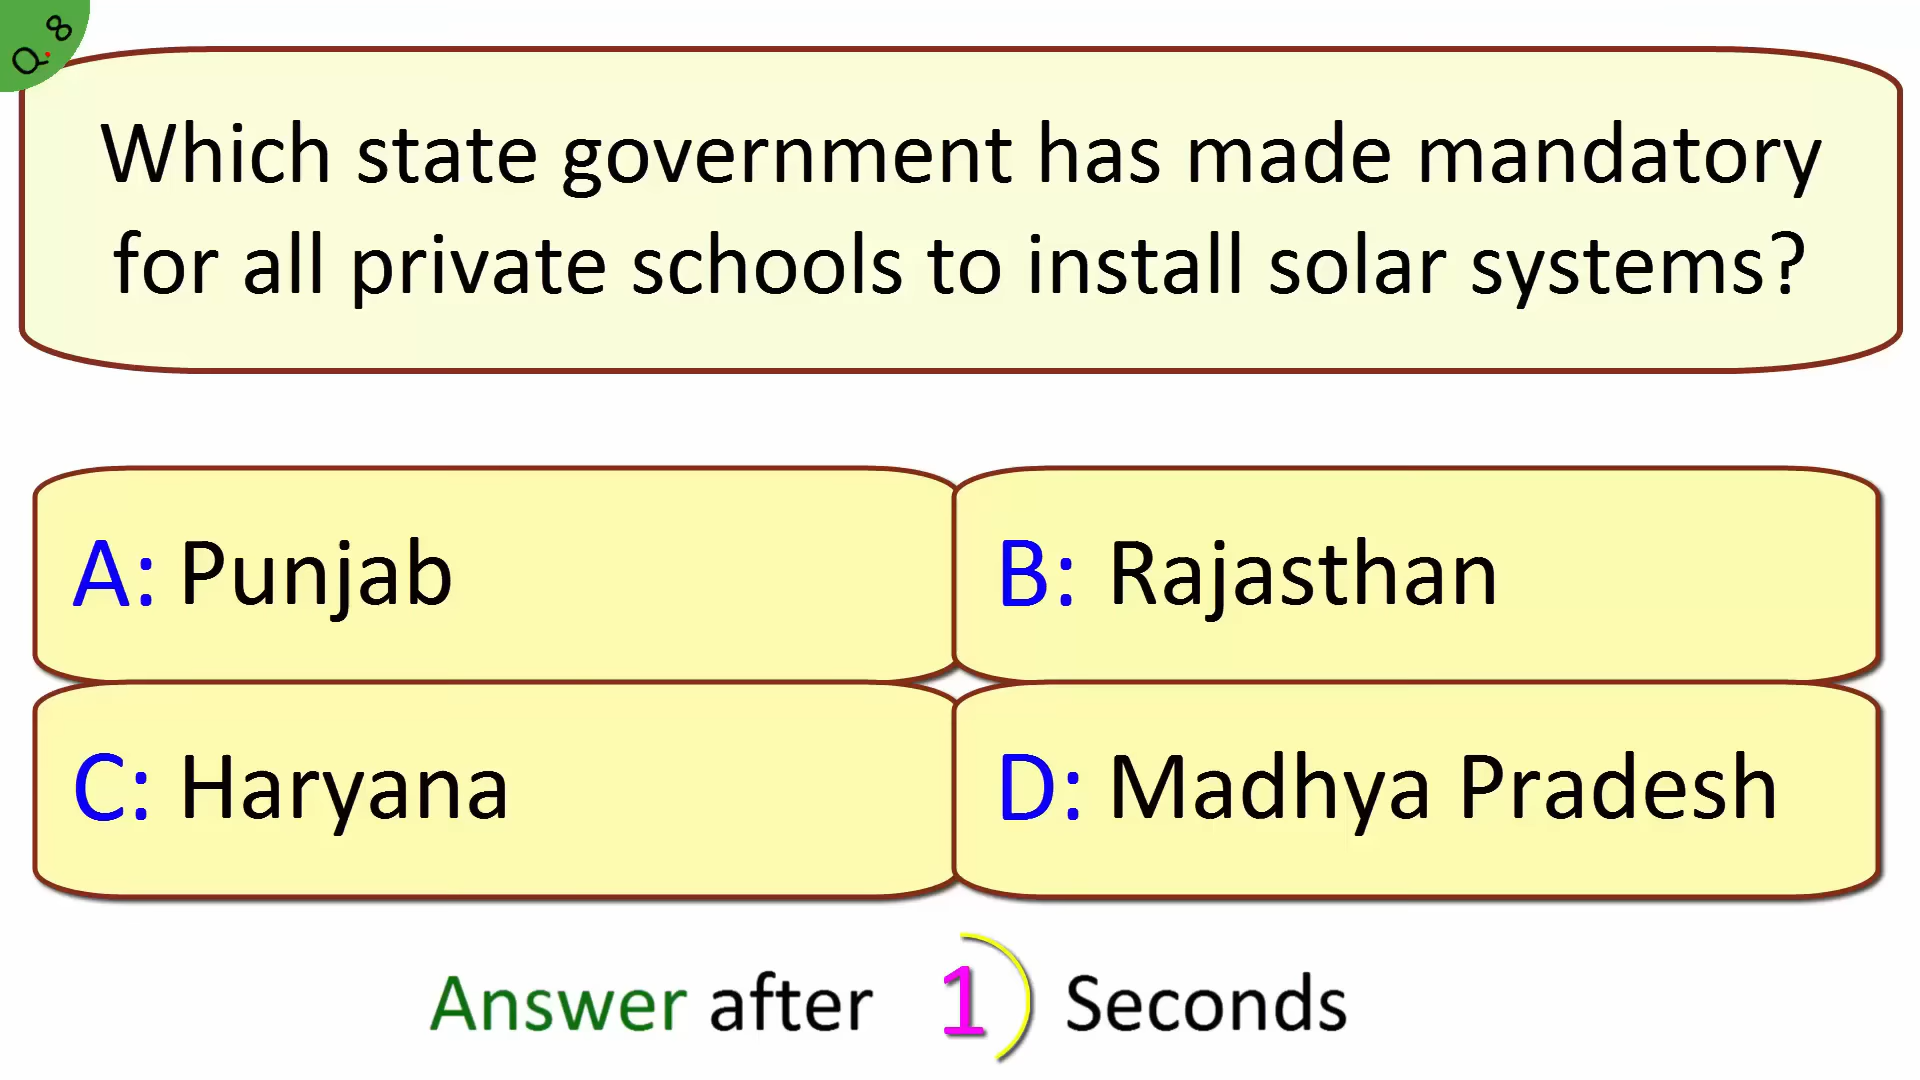 Q. 8
Which state government has made mandatory
for all private schools to install solar systems?
A: Punjab
B: Rajasthan
C: Haryana
D: Madhya Pradesh
Answer after 1 Seconds